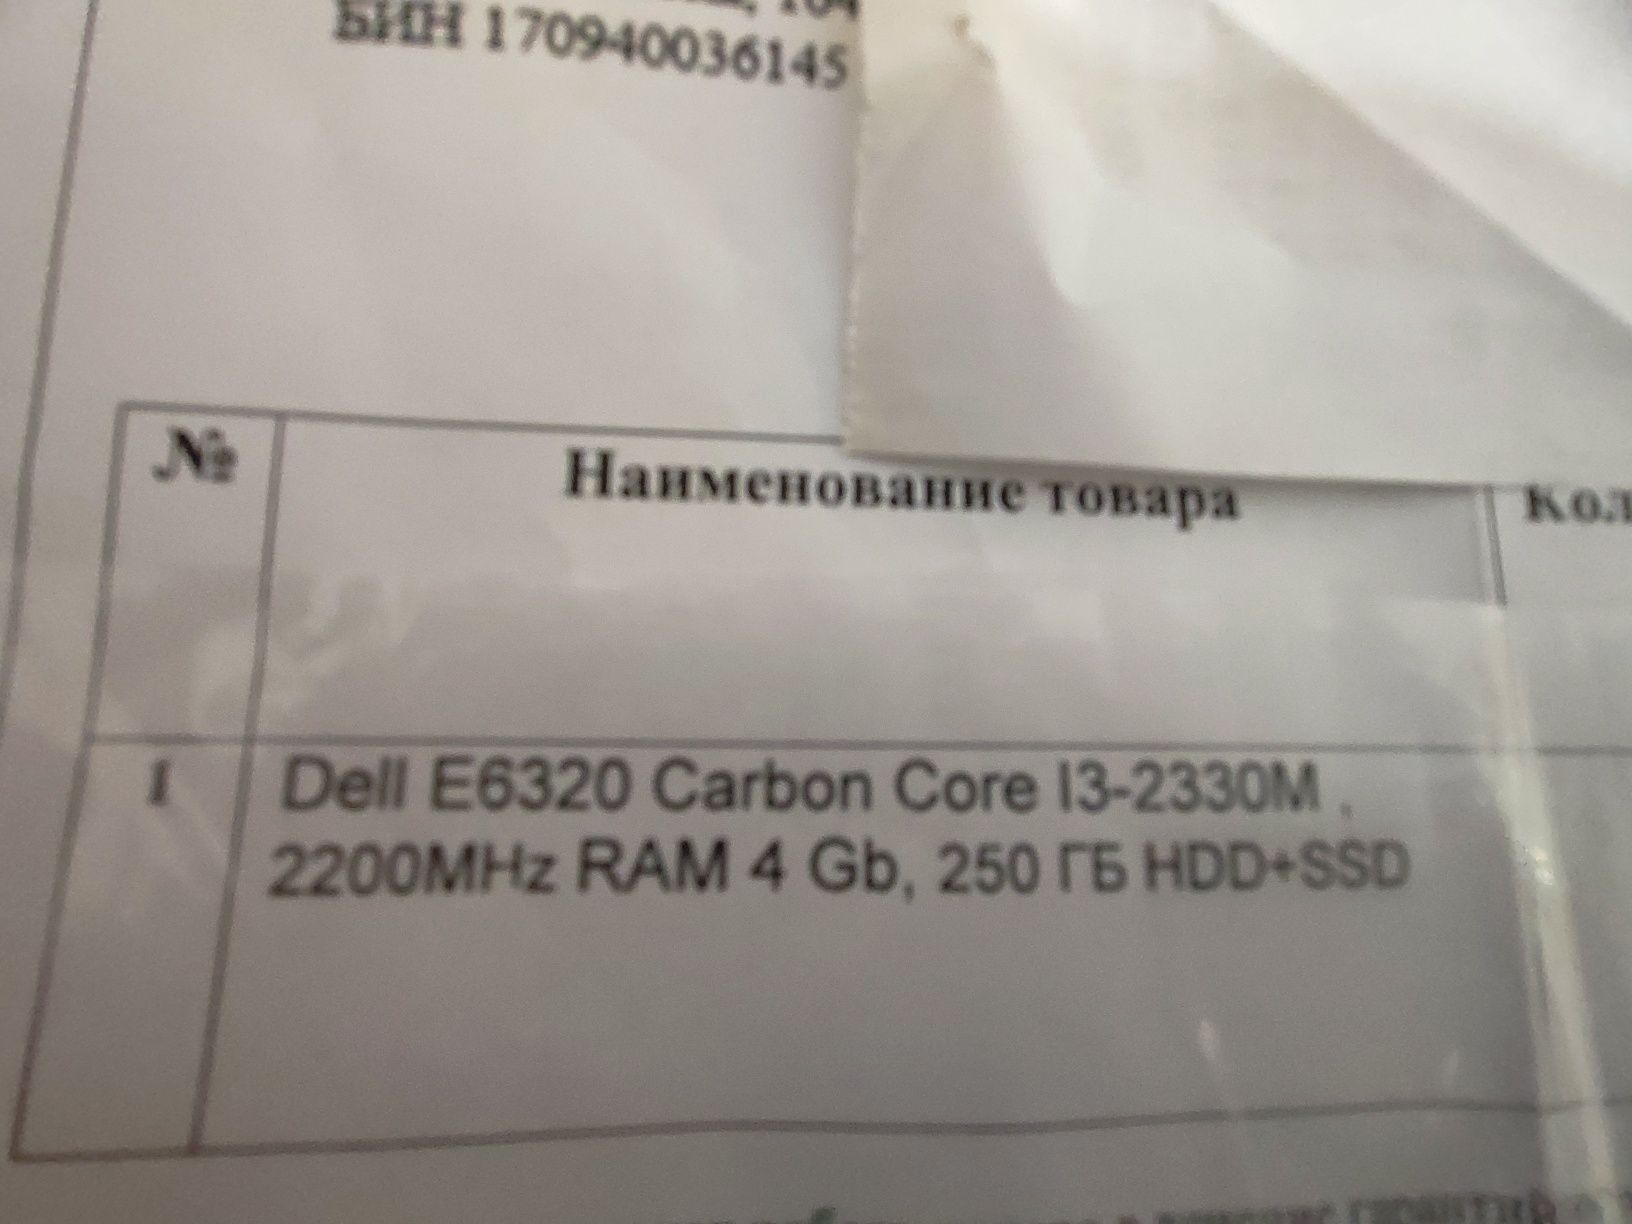 БИН 170940036145
№ Наименование товара
1 Dell E6320 Carbon Core I3-2330M ,
2200MHz RAM 4 Gb, 250 ГБ HDD+SSD